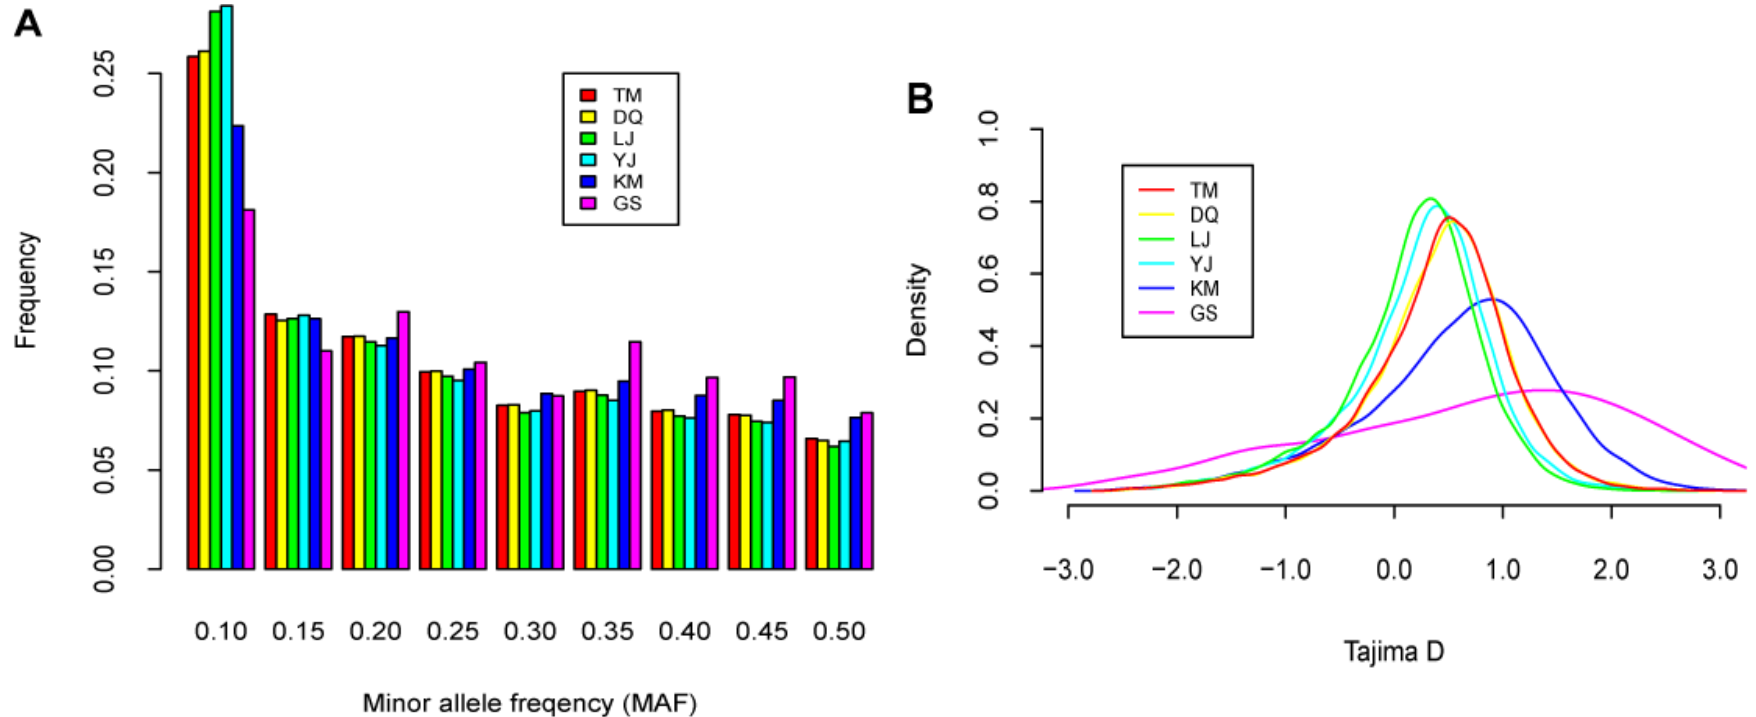 A
Frequency
0.00
0.05
0.10
0.15
0.20
0.25
TM
DQ
LJ
YJ
KM
GS
0.10 0.15 0.20 0.25 0.30 0.35 0.40 0.45 0.50
Minor allele freqency (MAF)
B
Density
0.0
0.2
0.4
0.6
0.8
1.0
TM
DQ
LJ
YJ
KM
GS
−3.0 −2.0 −1.0 0.0 1.0 2.0 3.0
Tajima D